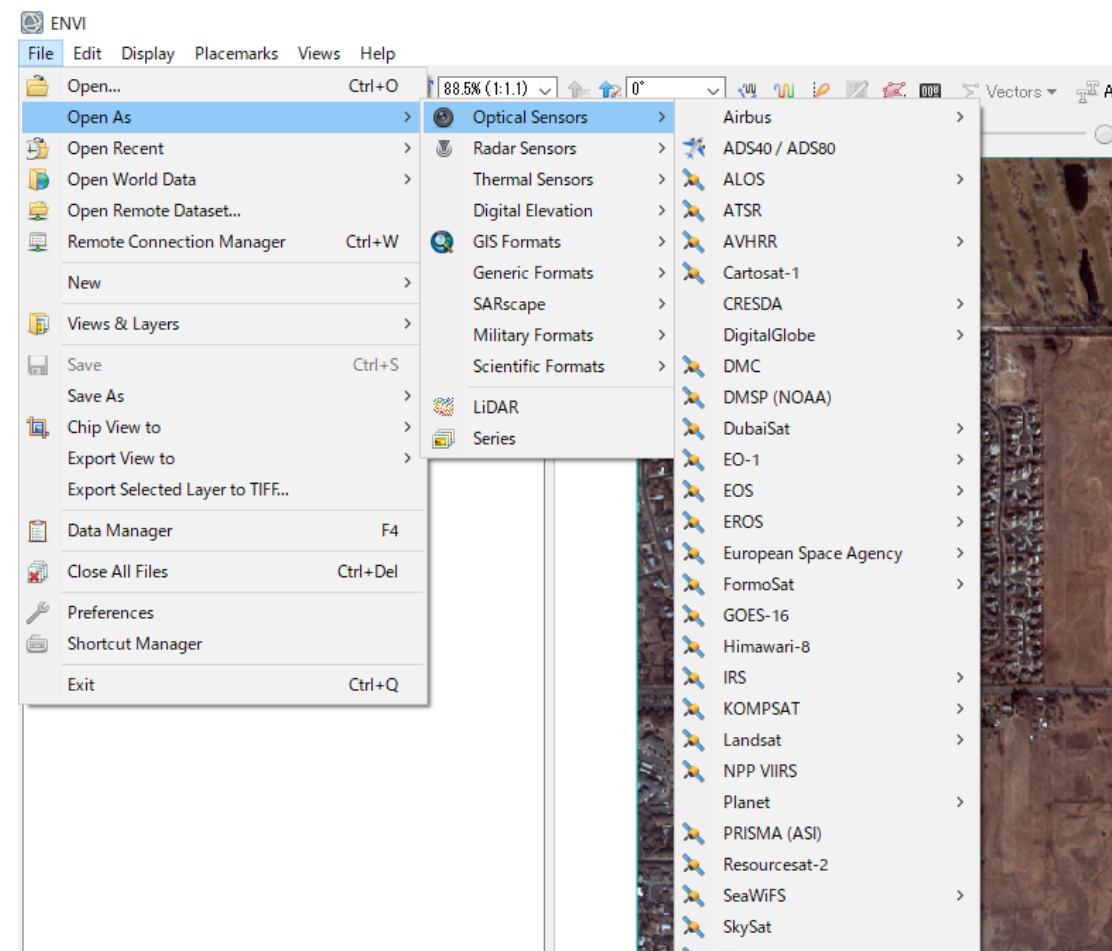 ENVI
File Edit Display Placemarks Views Help
88.5% (1:1.1) 0° Vectors
Open... Ctrl+O
Open As
Open Recent
Open World Data
Open Remote Dataset...
Remote Connection Manager Ctrl+W
New
Views & Layers
Save Ctrl+S
Save As
Chip View to
Export View to
Export Selected Layer to TIFF...
Data Manager F4
Close All Files Ctrl+Del
Preferences
Shortcut Manager
Exit Ctrl+Q
Optical Sensors
Radar Sensors
Thermal Sensors
Digital Elevation
GIS Formats
Generic Formats
SARscape
Military Formats
Scientific Formats
LiDAR
Series
Airbus
ADS40 / ADS80
ALOS
ATSR
AVHRR
Cartosat-1
CRESDA
DigitalGlobe
DMC
DMSP (NOAA)
DubaiSat
EO-1
EOS
EROS
European Space Agency
FormoSat
GOES-16
Himawari-8
IRS
KOMPSAT
Landsat
NPP VIIRS
Planet
PRISMA (ASI)
Resourcesat-2
SeaWiFS
SkySat